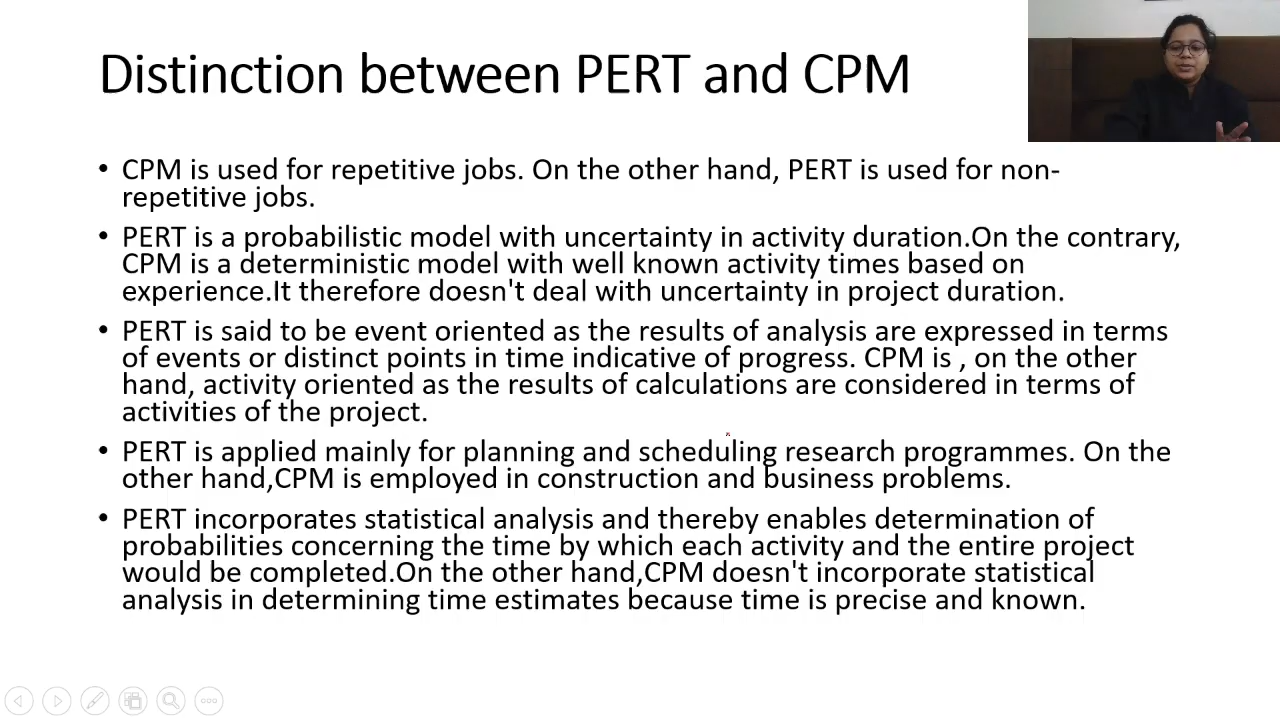 Distinction between PERT and CPM
• CPM is used for repetitive jobs. On the other hand, PERT is used for non-
repetitive jobs.
• PERT is a probabilistic model with uncertainty in activity duration.On the contrary,
CPM is a deterministic model with well known activity times based on
experience.It therefore doesn't deal with uncertainty in project duration.
• PERT is said to be event oriented as the results of analysis are expressed in terms
of events or distinct points in time indicative of progress. CPM is , on the other
hand, activity oriented as the results of calculations are considered in terms of
activities of the project.
• PERT is applied mainly for planning and scheduling research programmes. On the
other hand,CPM is employed in construction and business problems.
• PERT incorporates statistical analysis and thereby enables determination of
probabilities concerning the time by which each activity and the entire project
would be completed.On the other hand,CPM doesn't incorporate statistical
analysis in determining time estimates because time is precise and known.